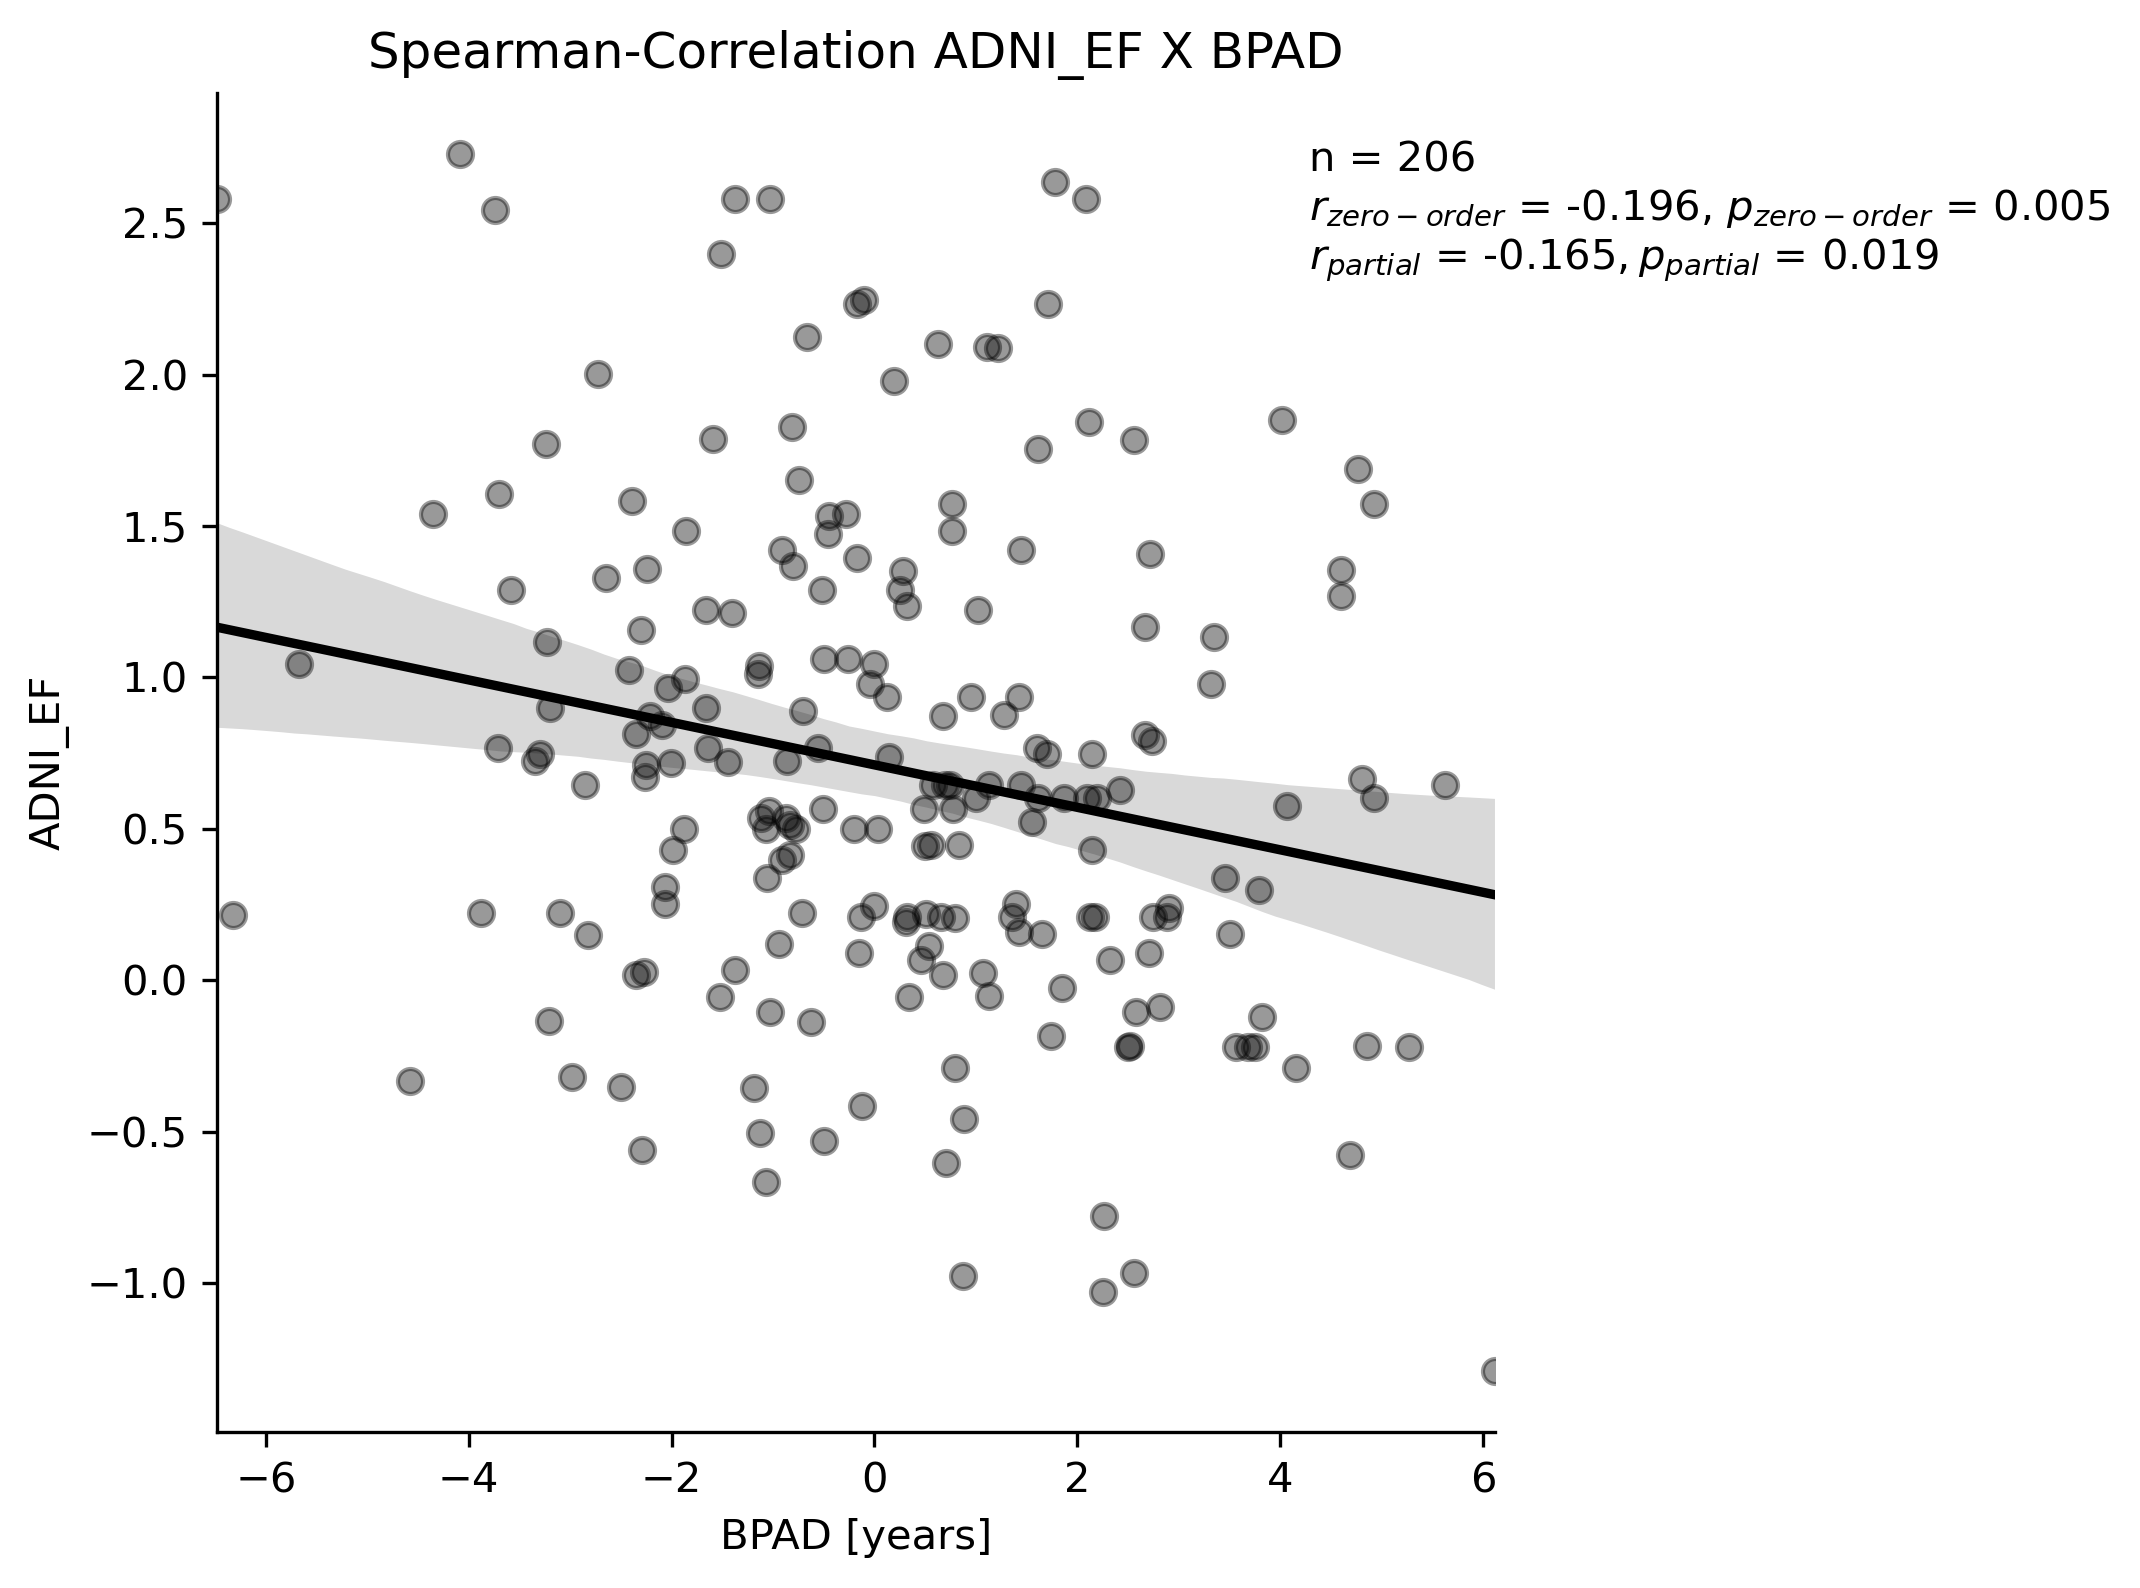 Spearman-Correlation ADNI_EF X BPAD
n = 206
r_zero−order = -0.196, p_zero−order = 0.005
r_partial = -0.165, p_partial = 0.019
ADNI_EF
2.5
2.0
1.5
1.0
0.5
0.0
−0.5
−1.0
−6 −4 −2 0 2 4 6
BPAD [years]